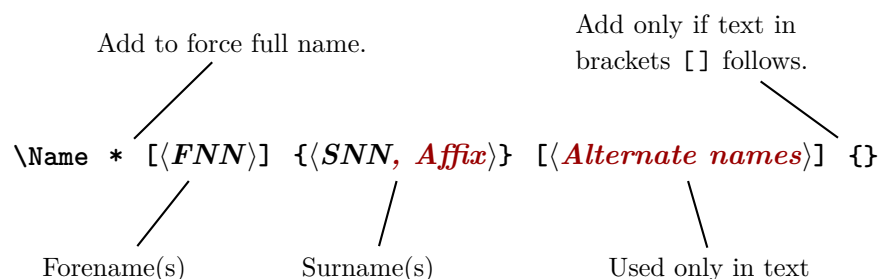 Add to force full name.
Add only if text in
brackets [] follows.
\Name * [⟨FNN⟩] {⟨SNN, Affix⟩} [⟨Alternate names⟩] {}
Forename(s)
Surname(s)
Used only in text